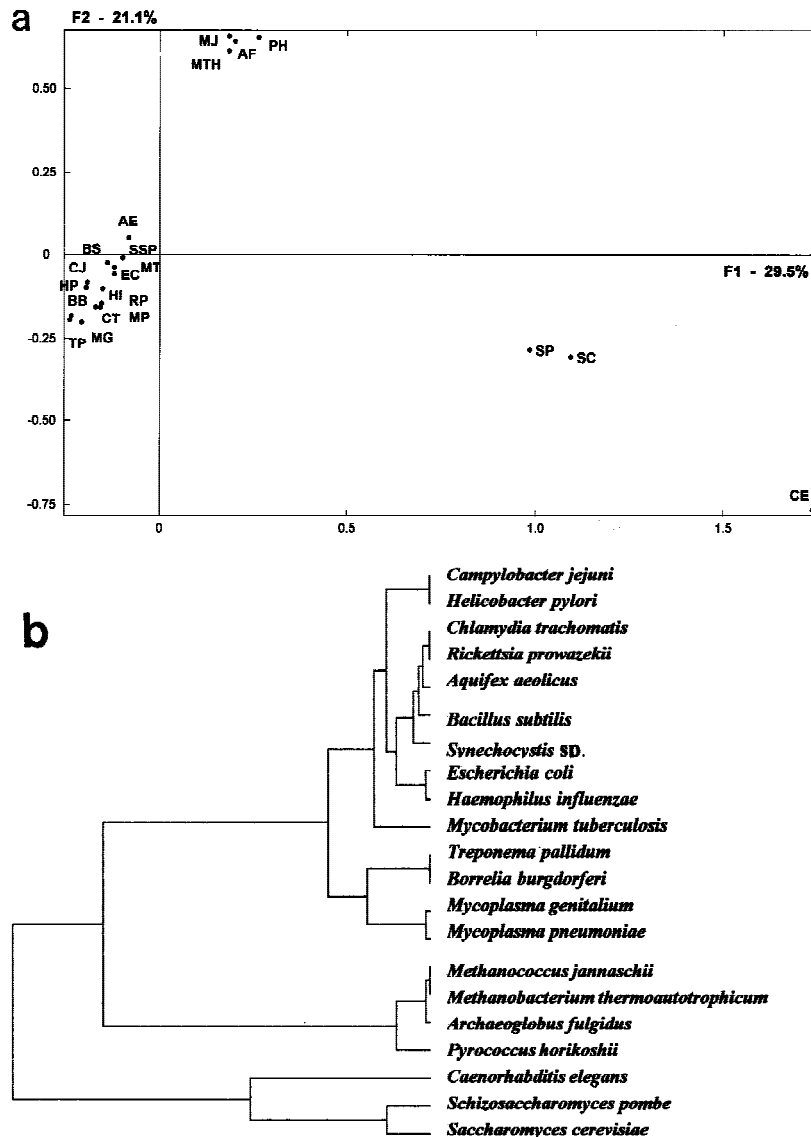 a
F2 - 21.1%
MJ
AF
PH
MTH
0.50
0.25
AE
BS
SSP
0
CJ
EC
MT
F1 - 29.5%
HP
HI
BB
RP
CT
MP
-0.25
TP
MG
SP
SC
-0.50
-0.75
CE
0
0.5
1.0
1.5
b
Campylobacter jejuni
Helicobacter pylori
Chlamydia trachomatis
Rickettsia prowazekii
Aquifex aeolicus
Bacillus subtilis
Synechocystis SD.
Escherichia coli
Haemophilus influenzae
Mycobacterium tuberculosis
Treponema pallidum
Borrelia burgdorferi
Mycoplasma genitalium
Mycoplasma pneumoniae
Methanococcus jannaschii
Methanobacterium thermoautotrophicum
Archaeoglobus fulgidus
Pyrococcus horikoshii
Caenorhabditis elegans
Schizosaccharomyces pombe
Saccharomyces cerevisiae